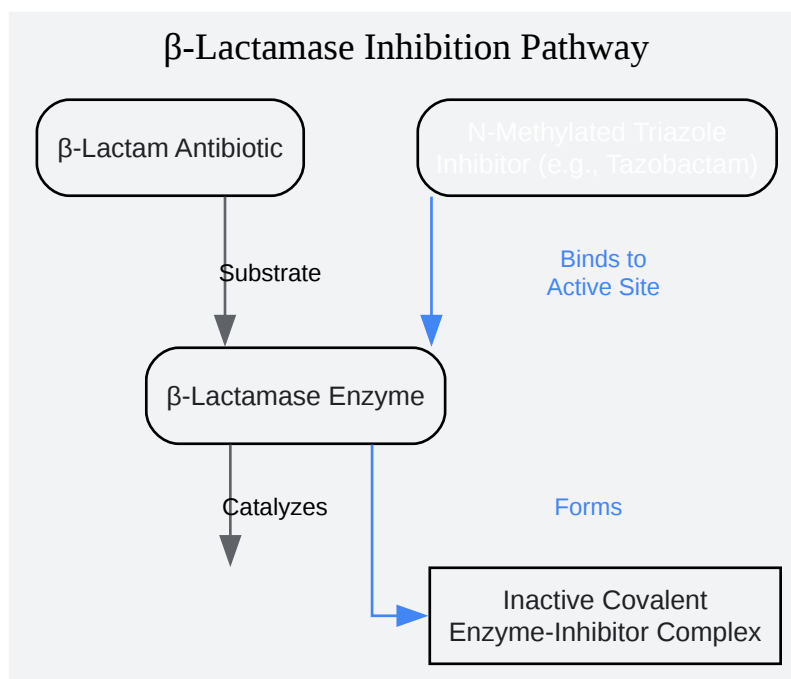 β-Lactamase Inhibition Pathway
β-Lactam Antibiotic
N-Methylated Triazole
Inhibitor (e.g., Tazobactam)
Substrate
Binds to
Active Site
β-Lactamase Enzyme
Catalyzes
Forms
Inactive Covalent
Enzyme-Inhibitor Complex